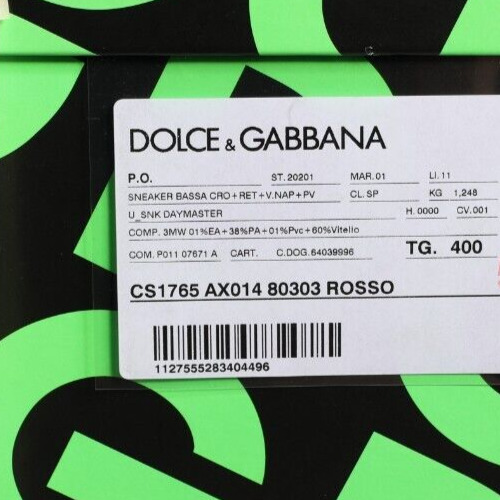 DOLCE & GABBANA
P.O. ST. 20201 MAR. 01 LI. 11
SNEAKER BASSA CRO+RET+V.NAP+PV CL. SP KG 1,248
U_SNK DAYMASTER H. 0000 CV. 001
COMP. 3MW 01%EA+38%PA+01%Pvc+60%Vitello
COM. P011 07671 A CART. C.DOG. 64039996 TG. 400
CS1765 AX014 80303 ROSSO
1127555283404496